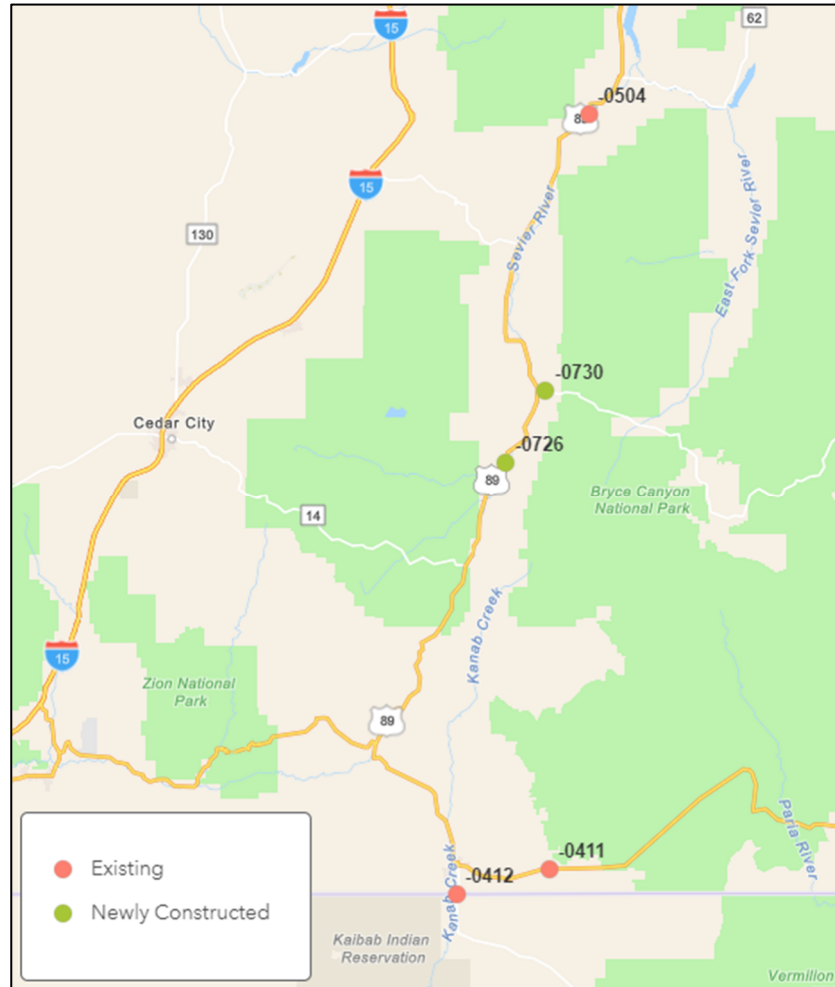 15
62
-0504
15
130
Sevier River
East Fork Sevier River
-0730
Cedar City
-0726
89
Bryce Canyon
National Park
14
Kanab Creek
15
Zion National
Park
89
Paria River
-0411
-0412
Kanab Creek
Existing
Newly Constructed
Kaibab Indian
Reservation
Vermilion